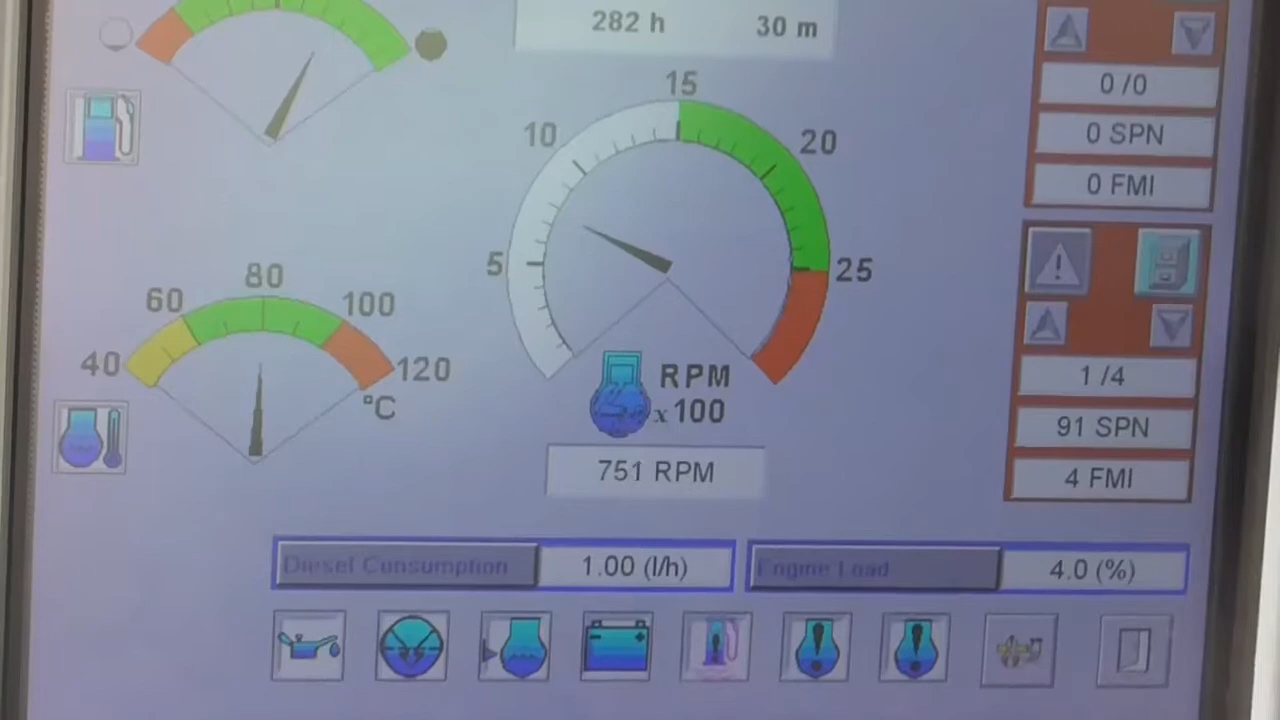 282 h 30 m
15
10
20
5
25
RPM
x 100
751 RPM
80
60
100
40
120
°C
0 /0
0 SPN
0 FMI
1 /4
91 SPN
4 FMI
Diesel Consumption 1.00 (l/h)
Engine Load 4.0 (%)